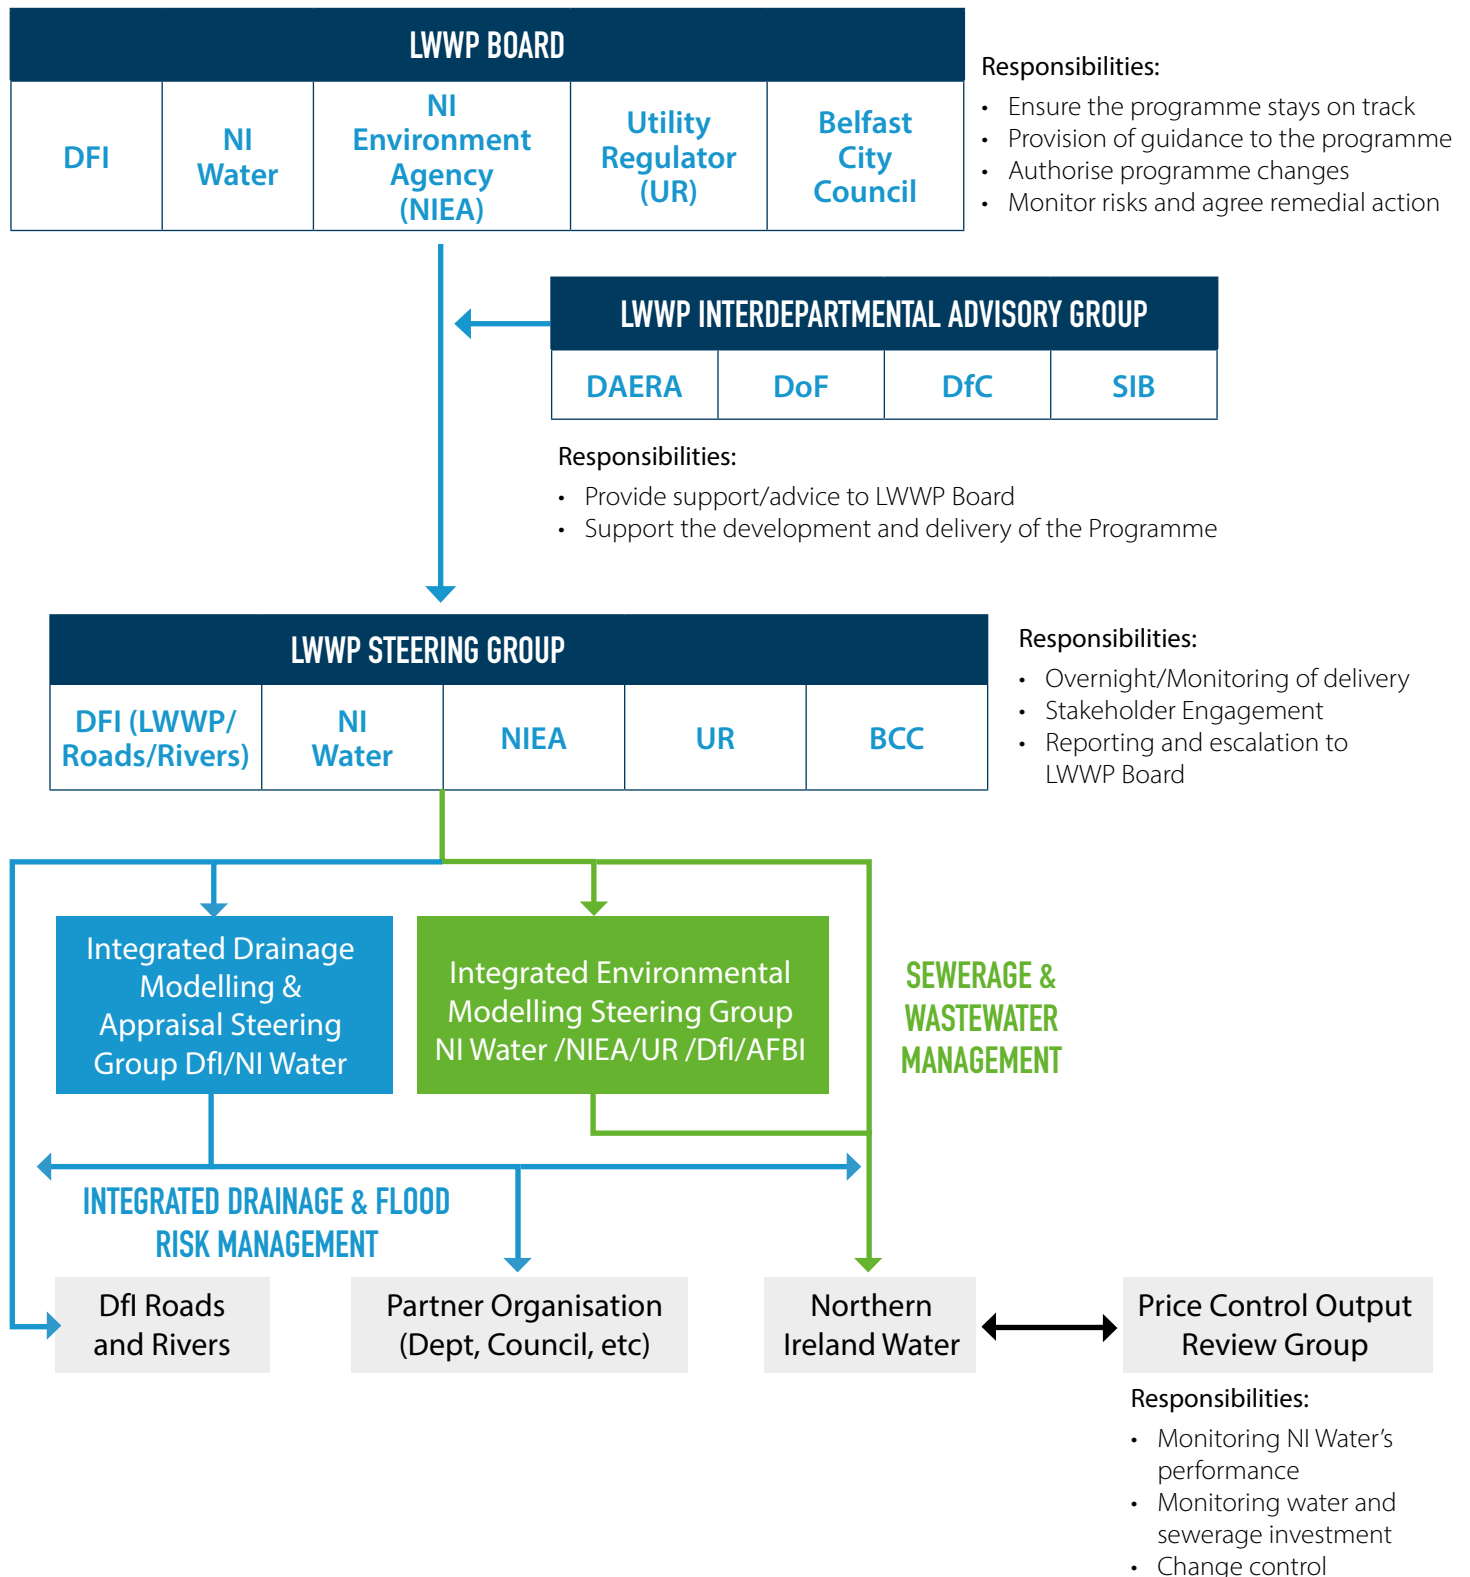 LWWP BOARD
DFI
NI
Water
NI
Environment
Agency
(NIEA)
Utility
Regulator
(UR)
Belfast
City
Council
Responsibilities:
• Ensure the programme stays on track
• Provision of guidance to the programme
• Authorise programme changes
• Monitor risks and agree remedial action
LWWP INTERDEPARTMENTAL ADVISORY GROUP
DAERA
DoF
DfC
SIB
Responsibilities:
• Provide support/advice to LWWP Board
• Support the development and delivery of the Programme
LWWP STEERING GROUP
DFI (LWWP/
Roads/Rivers)
NI
Water
NIEA
UR
BCC
Responsibilities:
• Overnight/Monitoring of delivery
• Stakeholder Engagement
• Reporting and escalation to
LWWP Board
Integrated Drainage
Modelling &
Appraisal Steering
Group DfI/NI Water
Integrated Environmental
Modelling Steering Group
NI Water /NIEA/UR /DfI/AFBI
SEWERAGE &
WASTEWATER
MANAGEMENT
INTEGRATED DRAINAGE & FLOOD
RISK MANAGEMENT
DfI Roads
and Rivers
Partner Organisation
(Dept, Council, etc)
Northern
Ireland Water
Price Control Output
Review Group
Responsibilities:
• Monitoring NI Water's
performance
• Monitoring water and
sewerage investment
• Change control